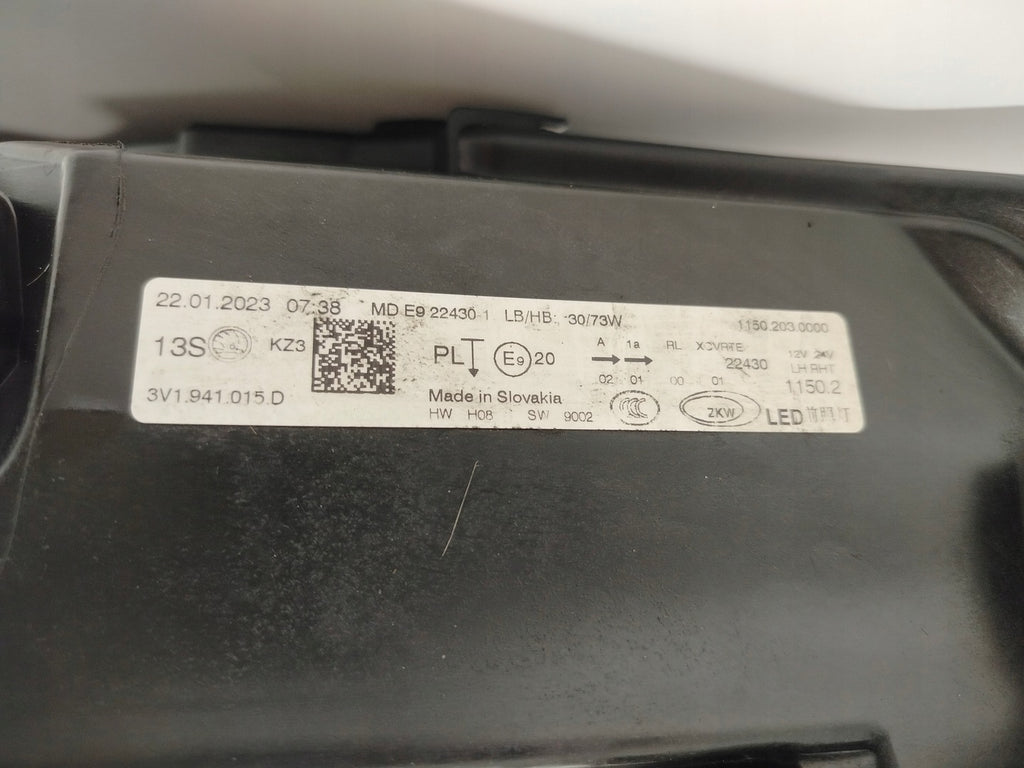 22.01.2023 07:38 MD E9 22430 1 LB/HB: 30/73W 1150.203.0000
13S KZ3 PL E9 20 A 1a RL XCVRTE 12V 24V
22430 LH RHT
02 01 00 01 1150.2
3V1.941.015.D Made in Slovakia
HW H08 SW 9002 CCC ZKW LED